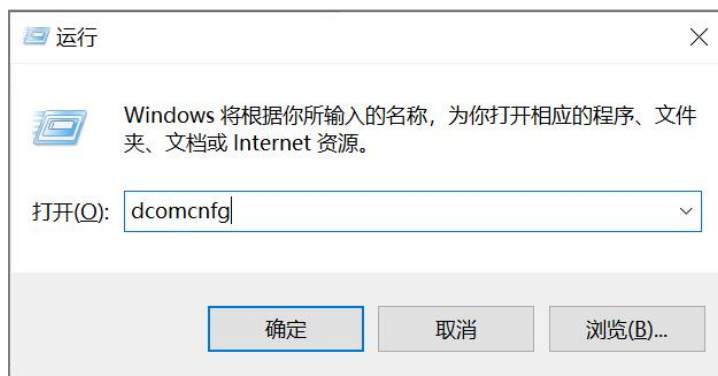 运行
Windows 将根据你所输入的名称，为你打开相应的程序、文件
夹、文档或 Internet 资源。
打开(O): dcomcnfg
确定 取消 浏览(B)...